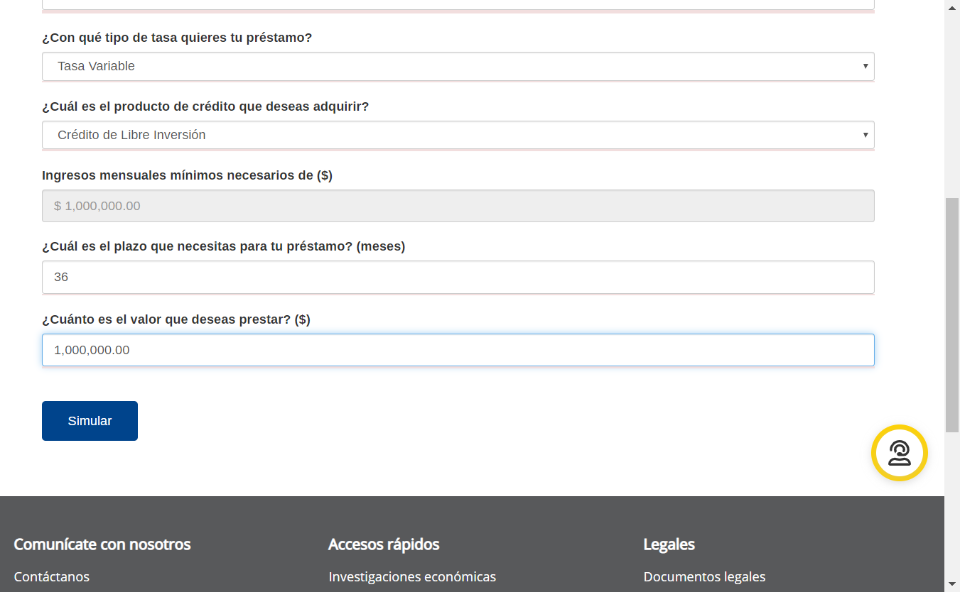 ¿Con qué tipo de tasa quieres tu préstamo?
Tasa Variable
¿Cuál es el producto de crédito que deseas adquirir?
Crédito de Libre Inversión
Ingresos mensuales mínimos necesarios de ($)
$ 1,000,000.00
¿Cuál es el plazo que necesitas para tu préstamo? (meses)
36
¿Cuánto es el valor que deseas prestar? ($)
1,000,000.00
Simular
Comunícate con nosotros
Accesos rápidos
Legales
Contáctanos
Investigaciones económicas
Documentos legales